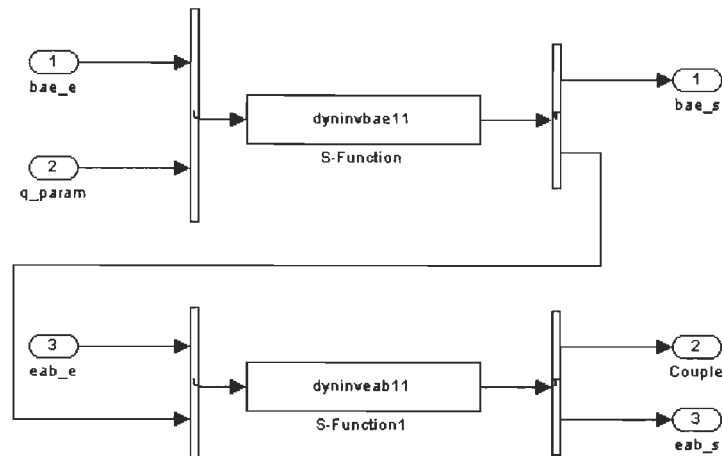 1
bae_e
2
q_param
dyninvbae11
S-Function
1
bae_s
3
eab_e
dyninveab11
S-Function1
2
Couple
3
eab_s